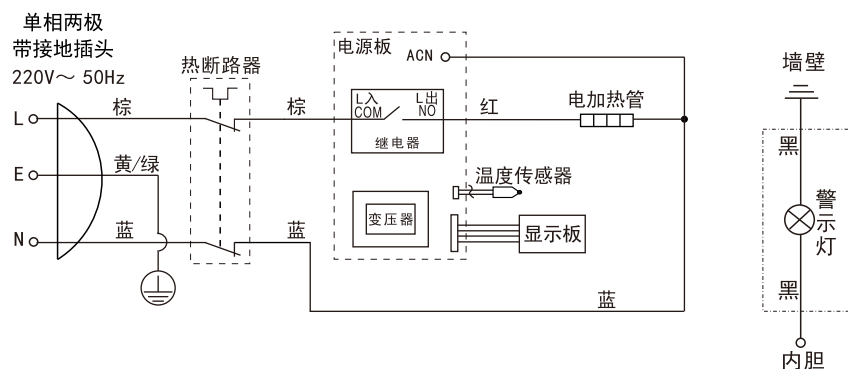 单相两极
带接地插头
220V～ 50Hz
热断路器
电源板
ACN
墙壁
L
棕
棕
L入
COM
L出
NO
继电器
红
电加热管
黑
E
黄/绿
温度传感器
警示灯
变压器
显示板
N
蓝
蓝
蓝
黑
内胆